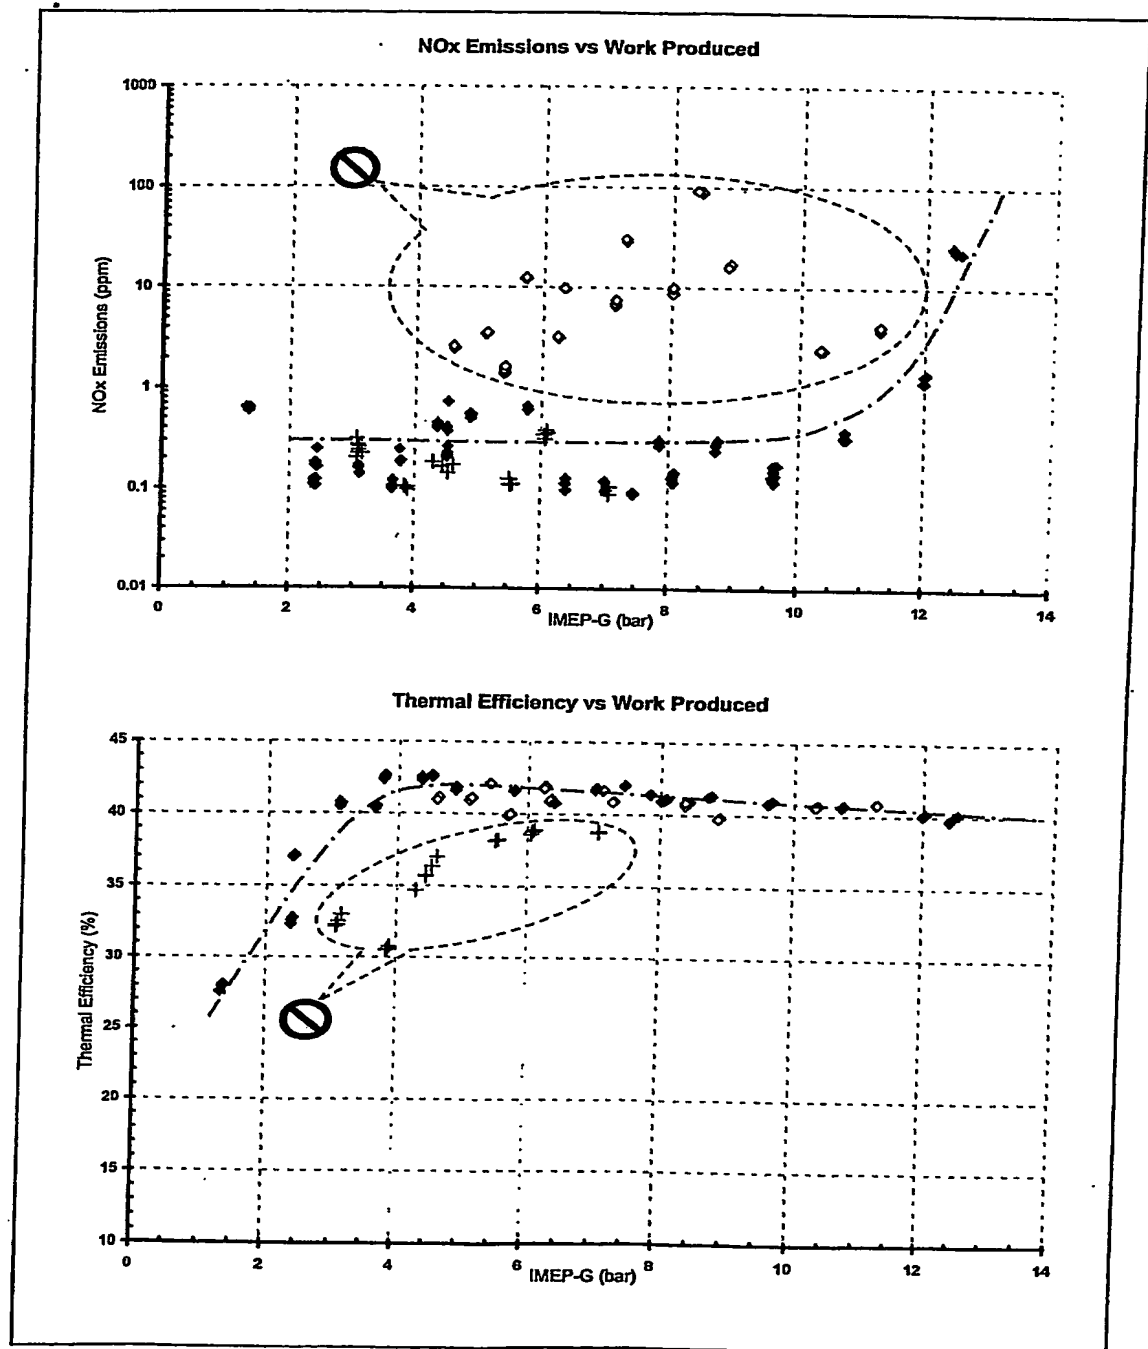 NOx Emissions vs Work Produced
1000
100
10
1
0.1
0.01
NOx Emissions (ppm)
0 2 4 6 8 10 12 14
IMEP-G (bar)
Thermal Efficiency vs Work Produced
45
40
35
30
25
20
15
10
Thermal Efficiency (%)
0 2 4 6 8 10 12 14
IMEP-G (bar)